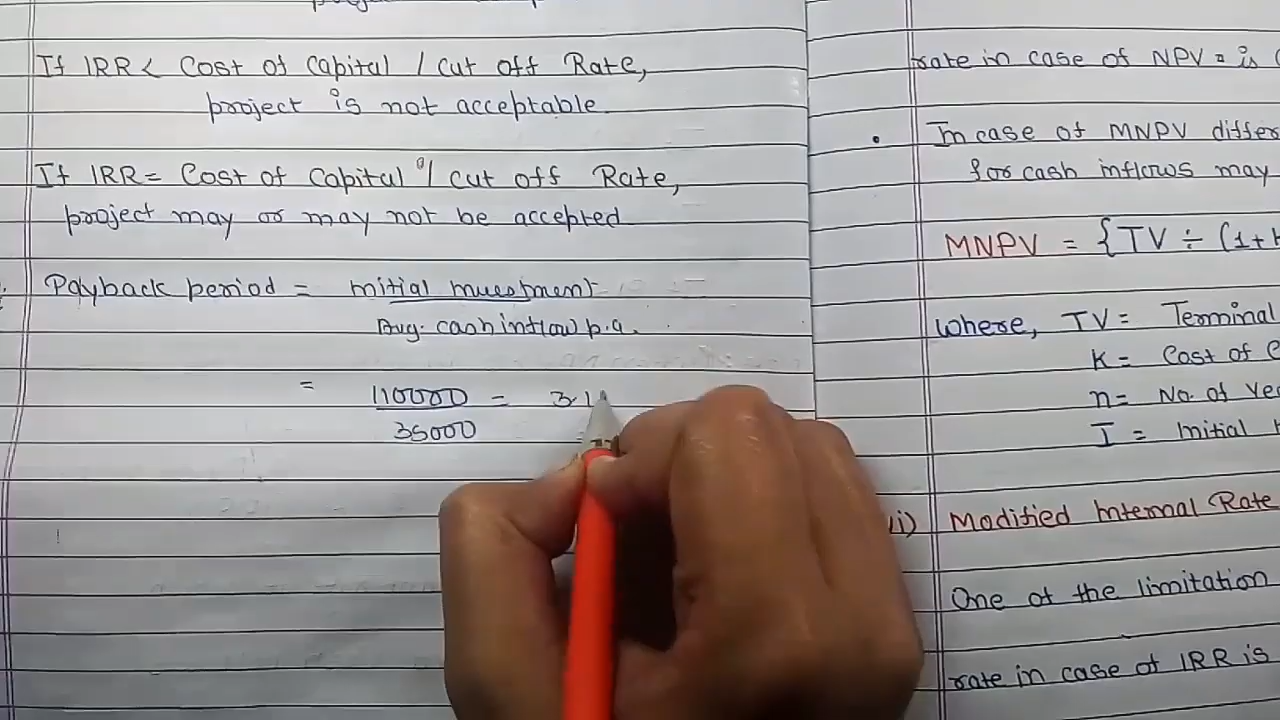 If IRR < Cost of Capital / cut off Rate,
project is not acceptable
If IRR = Cost of Capital / cut off Rate,
project may or may not be accepted
Payback period = Initial Investment
Avg. cash inflow p.a.
= 110000 = 3.1
35000
rate in case of NPV = is
• In case of MNPV differ
for cash inflows may
MNPV = {TV ÷ (1+
Where, TV = Terminal
K = Cost of
n = No. of
I = Initial
Modified Internal Rate
One of the limitation
rate in case of IRR is